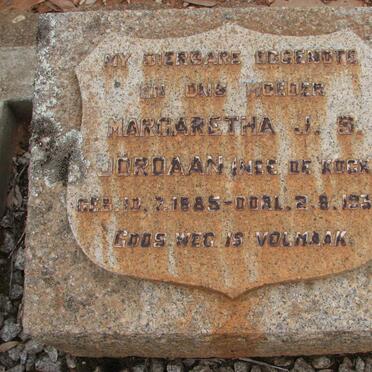 MY DIERBARE EGGENOTE
EN ONS MOEDER
MARGARETHA J. S.
JORDAAN (NEE DE KOCK
GEB. 10. 7. 1885 - OORL. 2. 8. 195
GODS WEG IS VOLMAAK.